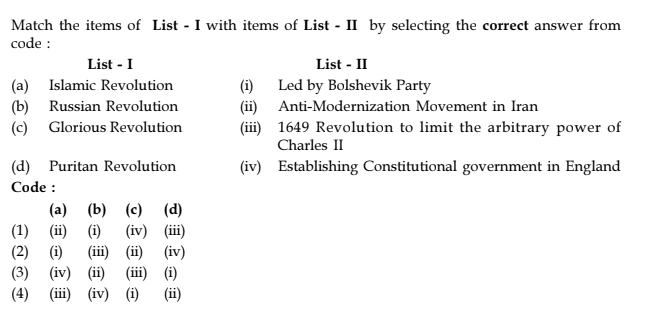 Match the items of List - I with items of List - II by selecting the correct answer from
code :
List - I List - II
(a) Islamic Revolution (i) Led by Bolshevik Party
(b) Russian Revolution (ii) Anti-Modernization Movement in Iran
(c) Glorious Revolution (iii) 1649 Revolution to limit the arbitrary power of
Charles II
(d) Puritan Revolution (iv) Establishing Constitutional government in England
Code :
(a) (b) (c) (d)
(1) (ii) (i) (iv) (iii)
(2) (i) (iii) (ii) (iv)
(3) (iv) (ii) (iii) (i)
(4) (iii) (iv) (i) (ii)